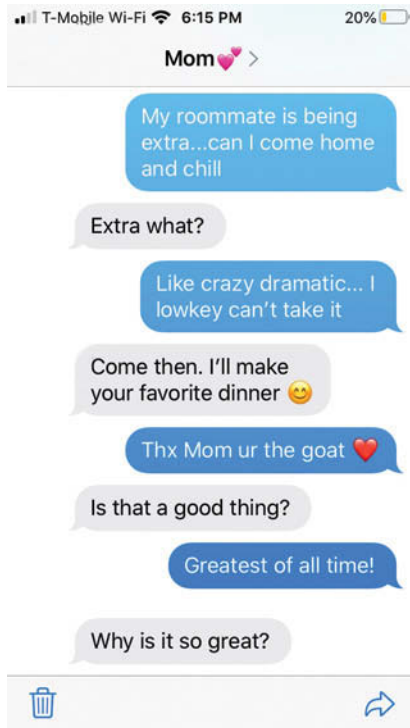 T-Mobile Wi-Fi 6:15 PM 20%
Mom💕 >
My roommate is being
extra...can I come home
and chill
Extra what?
Like crazy dramatic... I
lowkey can't take it
Come then. I'll make
your favorite dinner 😊
Thx Mom ur the goat ❤️
Is that a good thing?
Greatest of all time!
Why is it so great?